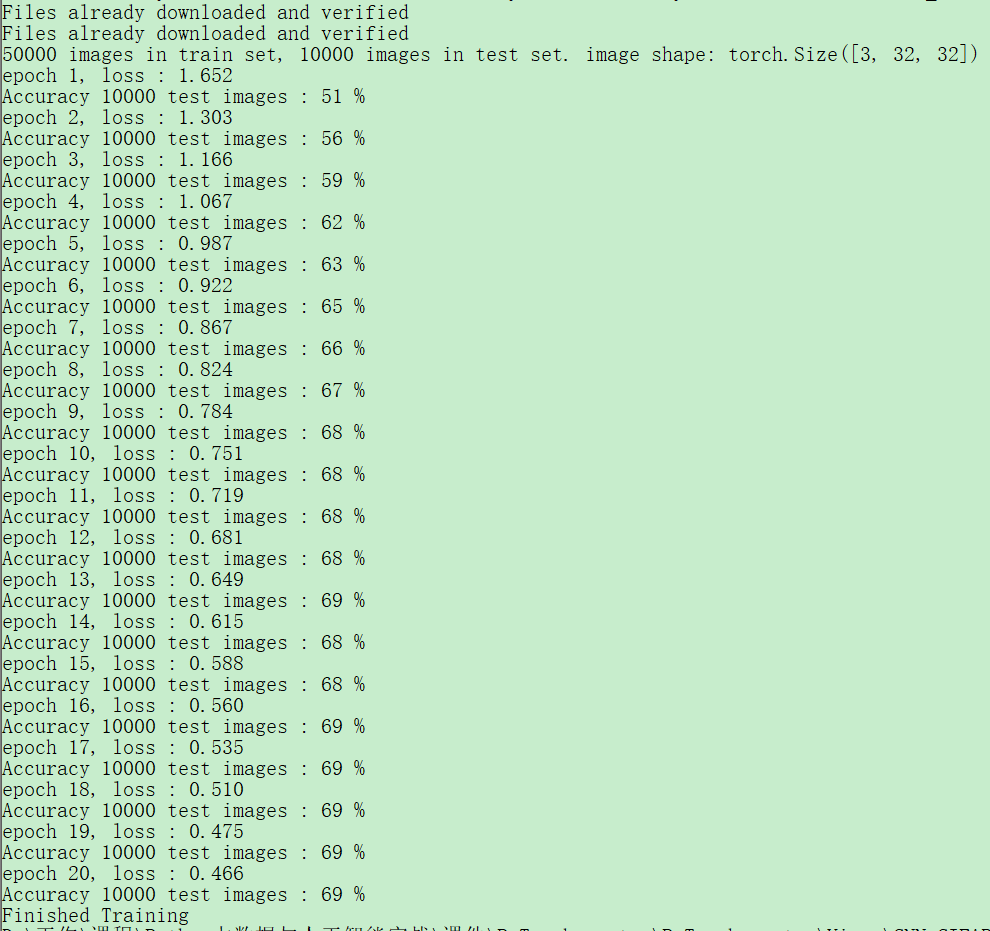 Files already downloaded and verified
Files already downloaded and verified
50000 images in train set, 10000 images in test set. image shape: torch.Size([3, 32, 32])
epoch 1, loss : 1.652
Accuracy 10000 test images : 51 %
epoch 2, loss : 1.303
Accuracy 10000 test images : 56 %
epoch 3, loss : 1.166
Accuracy 10000 test images : 59 %
epoch 4, loss : 1.067
Accuracy 10000 test images : 62 %
epoch 5, loss : 0.987
Accuracy 10000 test images : 63 %
epoch 6, loss : 0.922
Accuracy 10000 test images : 65 %
epoch 7, loss : 0.867
Accuracy 10000 test images : 66 %
epoch 8, loss : 0.824
Accuracy 10000 test images : 67 %
epoch 9, loss : 0.784
Accuracy 10000 test images : 68 %
epoch 10, loss : 0.751
Accuracy 10000 test images : 68 %
epoch 11, loss : 0.719
Accuracy 10000 test images : 68 %
epoch 12, loss : 0.681
Accuracy 10000 test images : 68 %
epoch 13, loss : 0.649
Accuracy 10000 test images : 69 %
epoch 14, loss : 0.615
Accuracy 10000 test images : 68 %
epoch 15, loss : 0.588
Accuracy 10000 test images : 68 %
epoch 16, loss : 0.560
Accuracy 10000 test images : 69 %
epoch 17, loss : 0.535
Accuracy 10000 test images : 69 %
epoch 18, loss : 0.510
Accuracy 10000 test images : 69 %
epoch 19, loss : 0.475
Accuracy 10000 test images : 69 %
epoch 20, loss : 0.466
Accuracy 10000 test images : 69 %
Finished Training